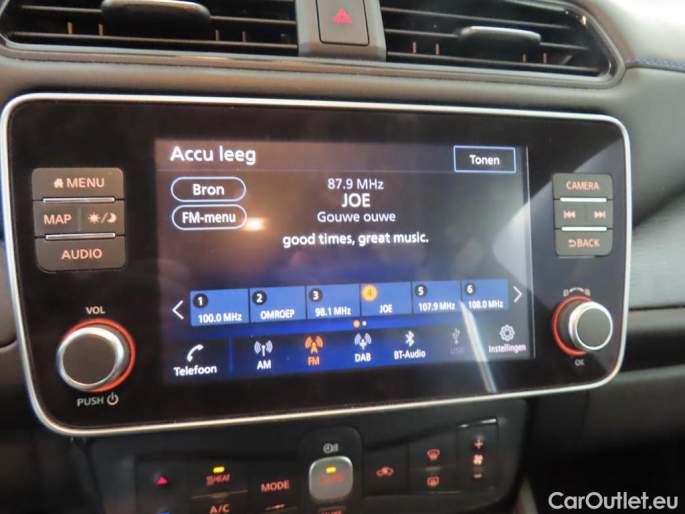 Accu leeg
Tonen
Bron
FM-menu
87.9 MHz
JOE
Gouwe ouwe
good times, great music.
1
100.0 MHz
2
OMROEP
3
98.1 MHz
4
JOE
5
107.9 MHz
6
108.0 MHz
Telefoon
AM
FM
DAB
BT-Audio
USB
Instellingen
MENU
MAP
AUDIO
VOL
PUSH
CAMERA
BACK
OK
HEAT
A/C
MODE
AUTO
CarOutlet.eu